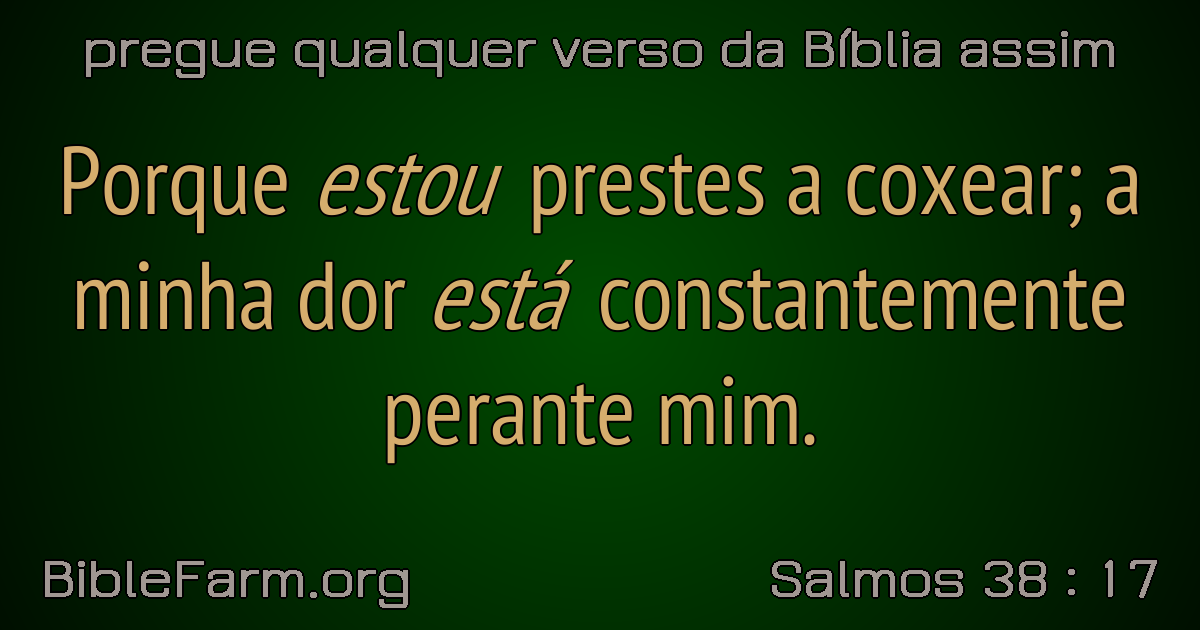 pregue qualquer verso da Bíblia assim
Porque estou prestes a coxear; a
minha dor está constantemente
perante mim.
BibleFarm.org
Salmos 38 : 17